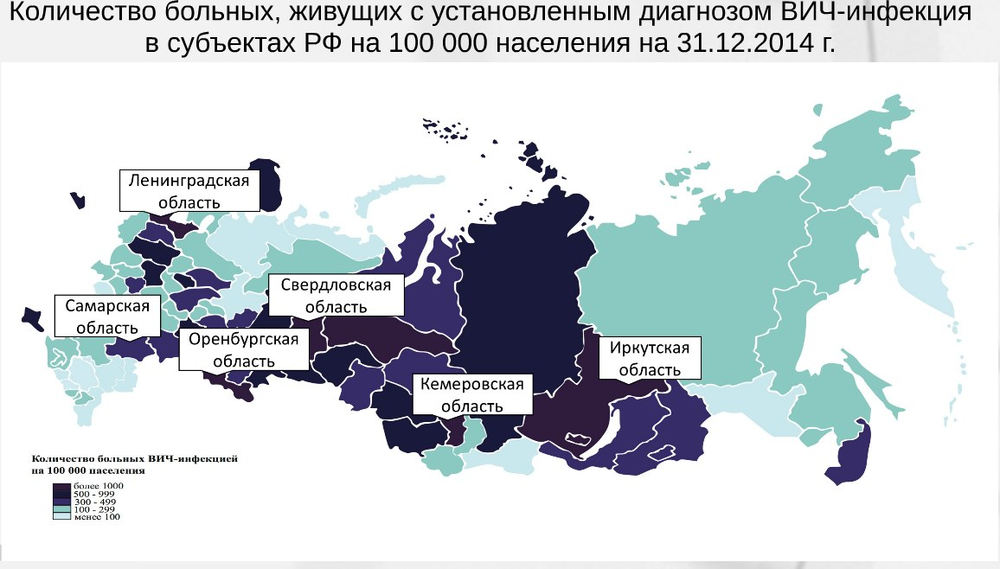 Количество больных, живущих с установленным диагнозом ВИЧ-инфекция
в субъектах РФ на 100 000 населения на 31.12.2014 г.
Ленинградская
область
Свердловская
область
Самарская
область
Оренбургская
область
Иркутская
область
Кемеровская
область
Количество больных ВИЧ-инфекцией
на 100 000 населения
более 1000
500 - 999
300 - 499
100 - 299
менее 100